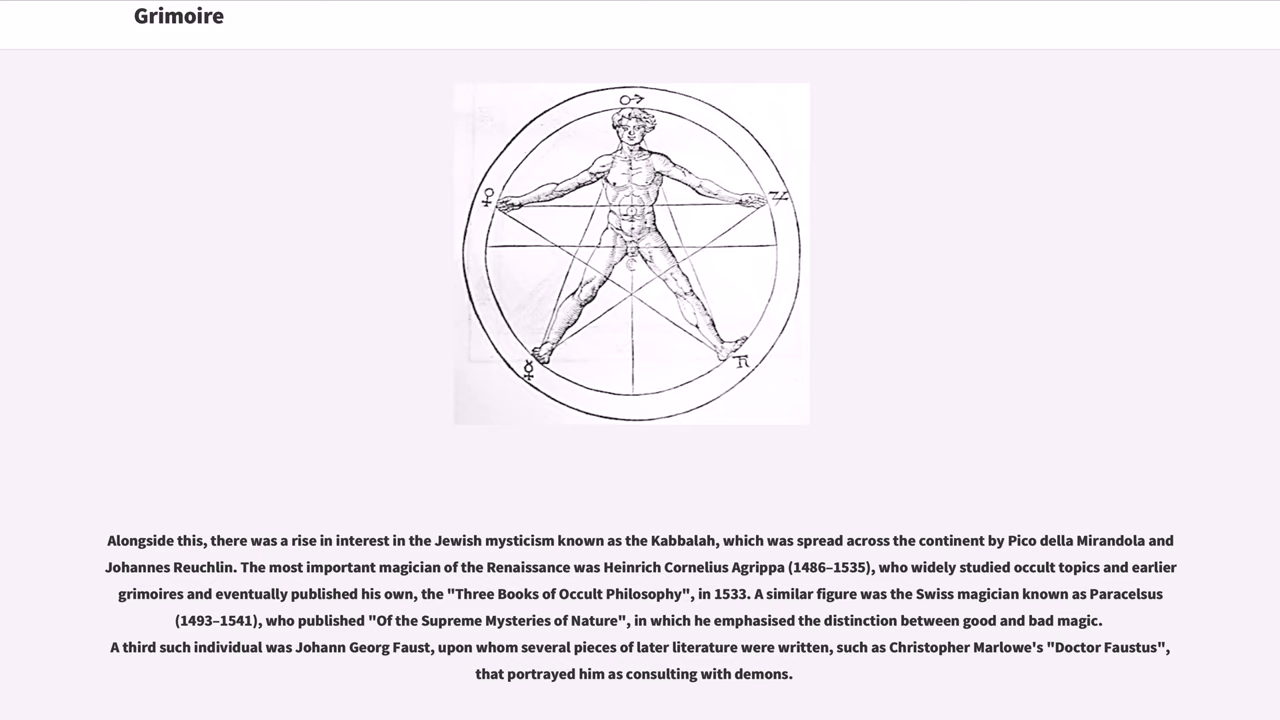 Grimoire
Alongside this, there was a rise in interest in the Jewish mysticism known as the Kabbalah, which was spread across the continent by Pico della Mirandola and
Johannes Reuchlin. The most important magician of the Renaissance was Heinrich Cornelius Agrippa (1486–1535), who widely studied occult topics and earlier
grimoires and eventually published his own, the "Three Books of Occult Philosophy", in 1533. A similar figure was the Swiss magician known as Paracelsus
(1493–1541), who published "Of the Supreme Mysteries of Nature", in which he emphasised the distinction between good and bad magic.
A third such individual was Johann Georg Faust, upon whom several pieces of later literature were written, such as Christopher Marlowe's "Doctor Faustus",
that portrayed him as consulting with demons.